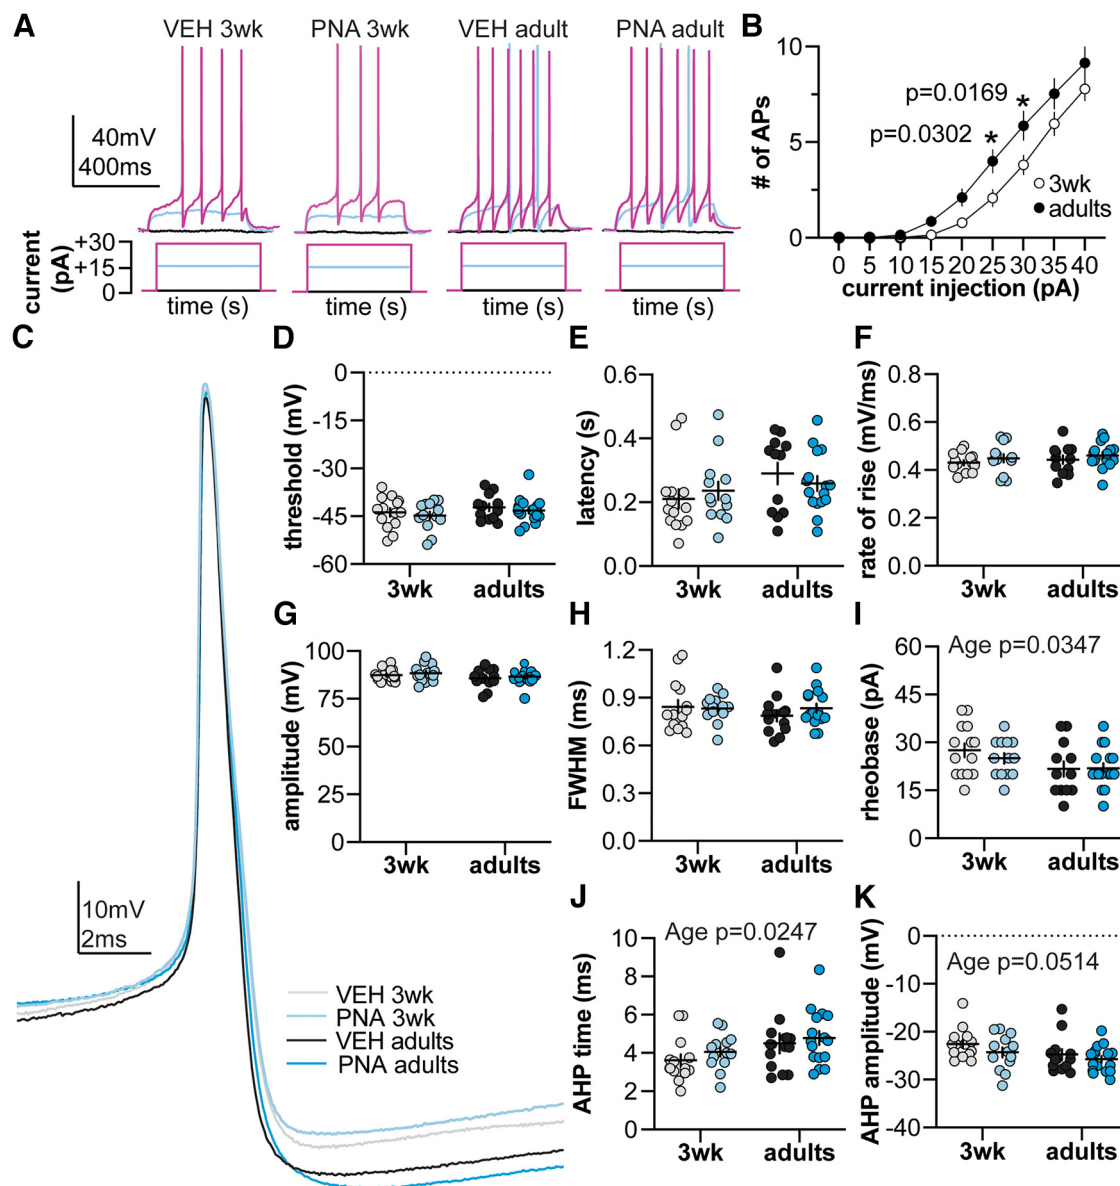 A
VEH 3wk
PNA 3wk
VEH adult
PNA adult
40mV
400ms
current
(pA)
+30
+15
0
time (s)
time (s)
time (s)
time (s)
B
# of APs
10
5
0
p=0.0169
*
p=0.0302
*
3wk
adults
0 5 10 15 20 25 30 35 40
current injection (pA)
C
10mV
2ms
VEH 3wk
PNA 3wk
VEH adults
PNA adults
D
threshold (mV)
0
-15
-30
-45
-60
3wk adults
E
latency (s)
0.6
0.4
0.2
0.0
3wk adults
F
rate of rise (mV/ms)
0.8
0.6
0.4
0.2
0.0
3wk adults
G
amplitude (mV)
100
75
50
25
0
3wk adults
H
FWHM (ms)
1.2
0.9
0.6
0.3
0.0
3wk adults
I
Age p=0.0347
rheobase (pA)
60
45
30
15
0
3wk adults
J
Age p=0.0247
AHP time (ms)
10
8
6
4
2
0
3wk adults
K
Age p=0.0514
AHP amplitude (mV)
0
-10
-20
-30
-40
3wk adults